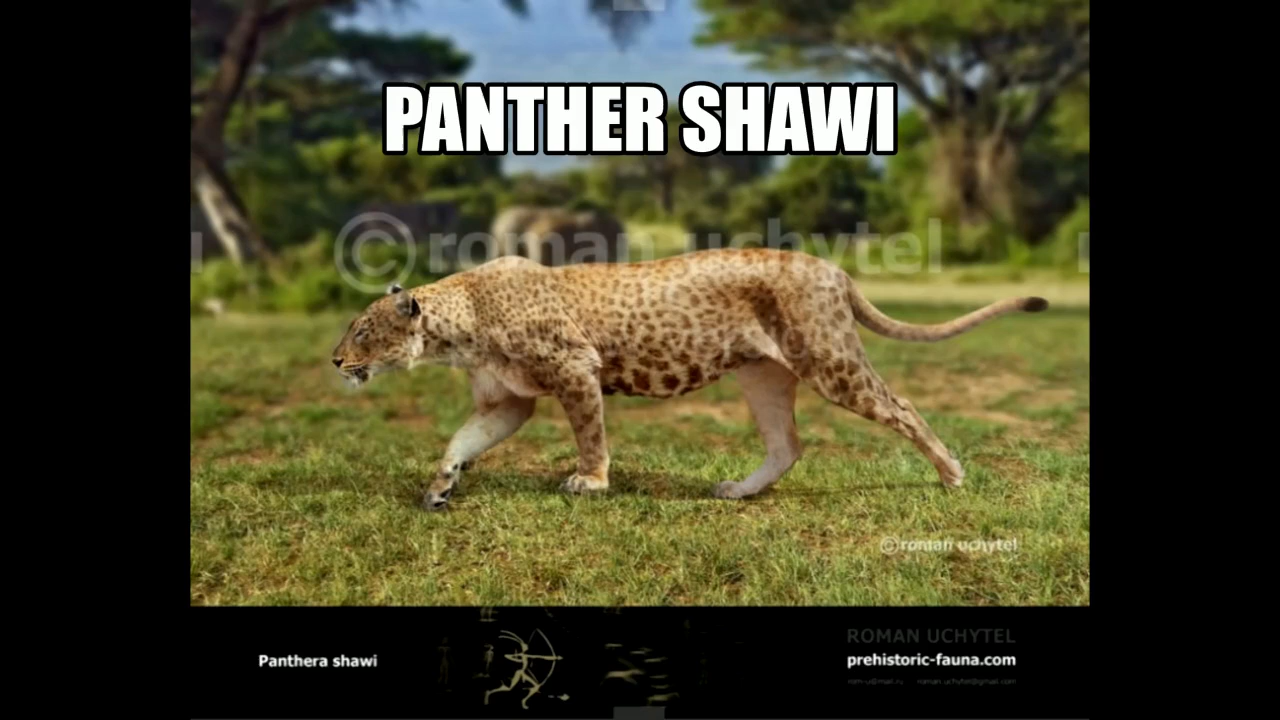 PANTHER SHAWI
© roman uchytel
© roman uchytel
Panthera shawi
ROMAN UCHYTEL
prehistoric-fauna.com